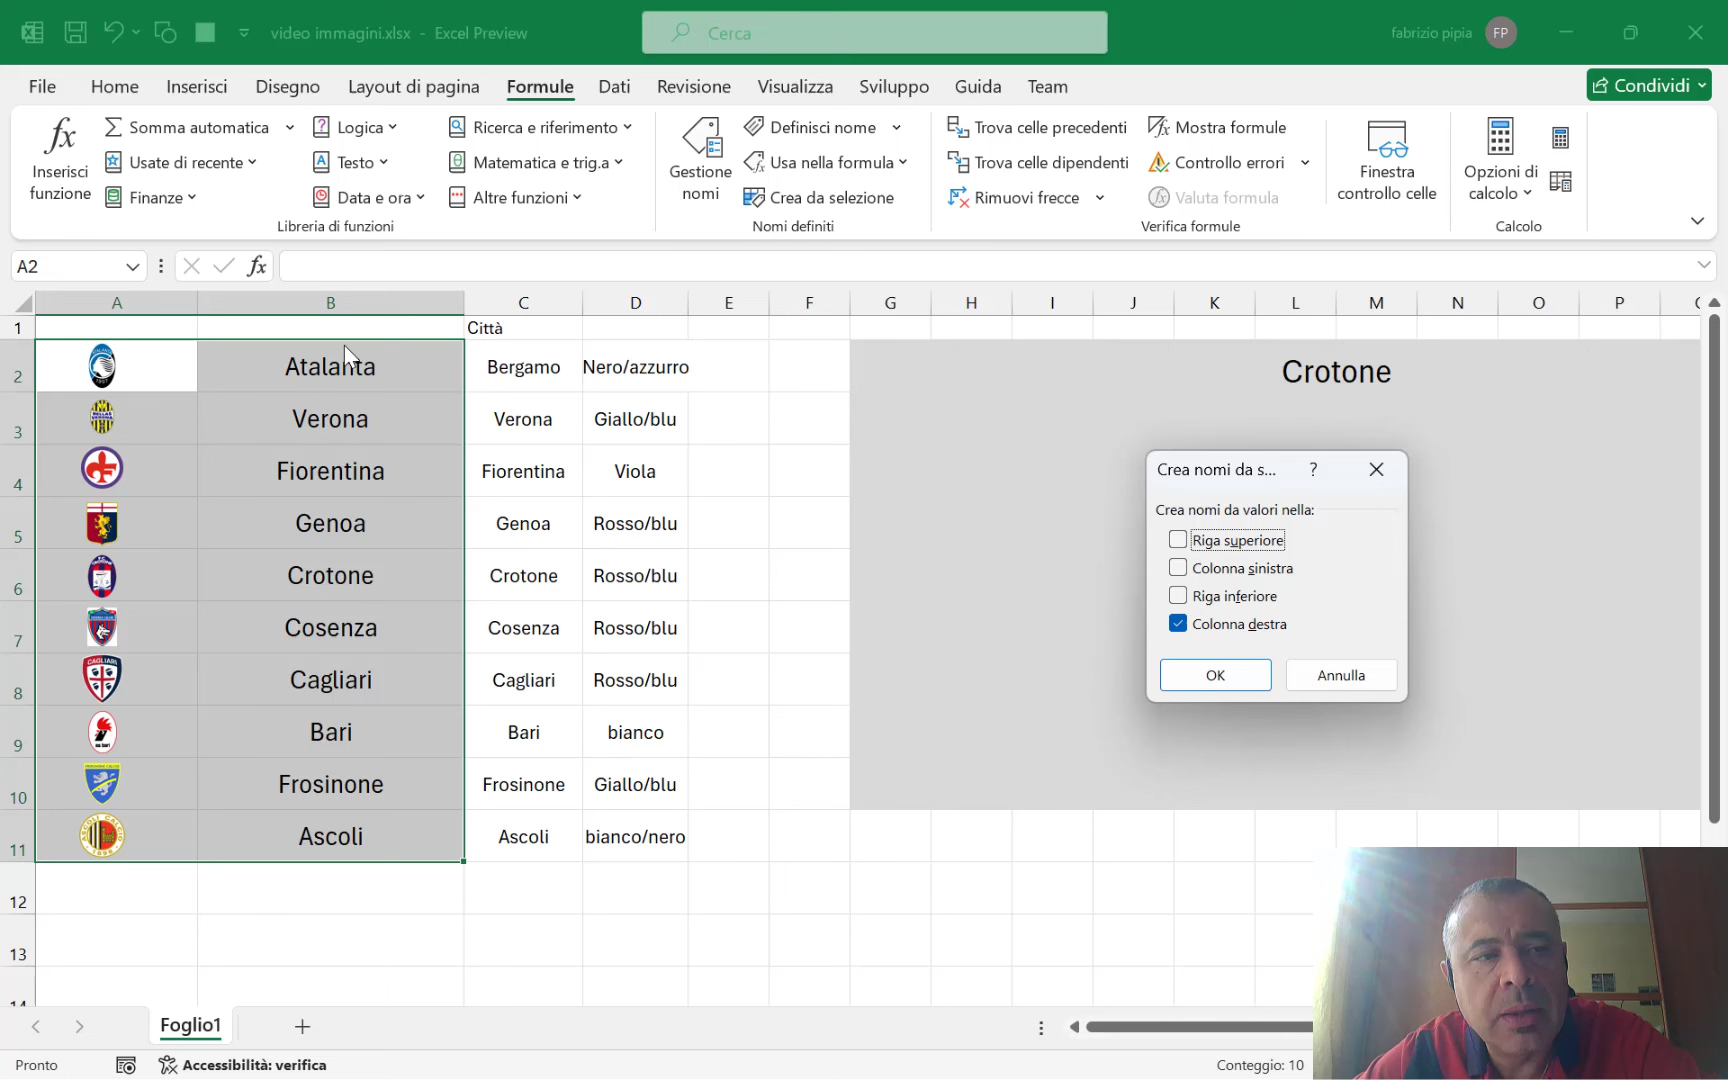 video immagini.xlsx - Excel Preview
Cerca
fabrizio pipia
FP
File Home Inserisci Disegno Layout di pagina Formule Dati Revisione Visualizza Sviluppo Guida Team
Condividi
Inserisci funzione
Somma automatica
Usate di recente
Finanze
Logica
Testo
Data e ora
Ricerca e riferimento
Matematica e trig.a
Altre funzioni
Libreria di funzioni
Gestione nomi
Definisci nome
Usa nella formula
Crea da selezione
Nomi definiti
Trova celle precedenti
Trova celle dipendenti
Rimuovi frecce
Mostra formule
Controllo errori
Valuta formula
Verifica formule
Finestra controllo celle
Opzioni di calcolo
Calcolo
A2
fx
A B C D E F G H I J K L M N O P
1 Città
2 Atalanta Bergamo Nero/azzurro Crotone
3 Verona Verona Giallo/blu
4 Fiorentina Fiorentina Viola
5 Genoa Genoa Rosso/blu
6 Crotone Crotone Rosso/blu
7 Cosenza Cosenza Rosso/blu
8 Cagliari Cagliari Rosso/blu
9 Bari Bari bianco
10 Frosinone Frosinone Giallo/blu
11 Ascoli Ascoli bianco/nero
12
13
14
Crea nomi da s... ?
Crea nomi da valori nella:
Riga superiore
Colonna sinistra
Riga inferiore
Colonna destra
OK Annulla
Foglio1
Pronto
Accessibilità: verifica
Conteggio: 10